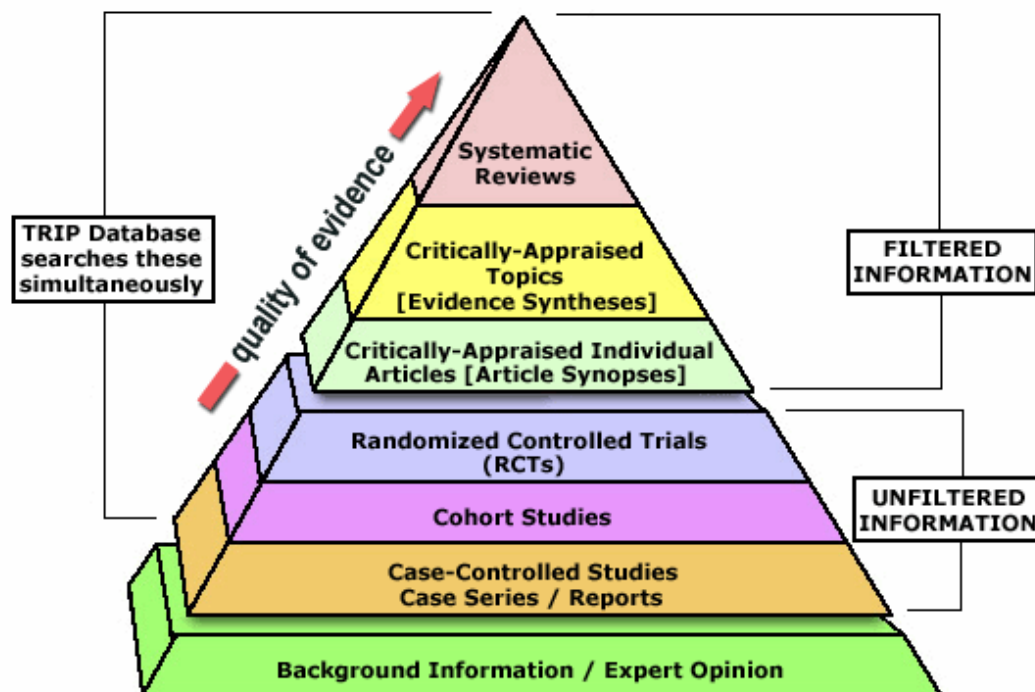 Systematic
Reviews
quality of evidence
TRIP Database
searches these
simultaneously
Critically-Appraised
Topics
[Evidence Syntheses]
FILTERED
INFORMATION
Critically-Appraised Individual
Articles [Article Synopses]
Randomized Controlled Trials
(RCTs)
UNFILTERED
INFORMATION
Cohort Studies
Case-Controlled Studies
Case Series / Reports
Background Information / Expert Opinion